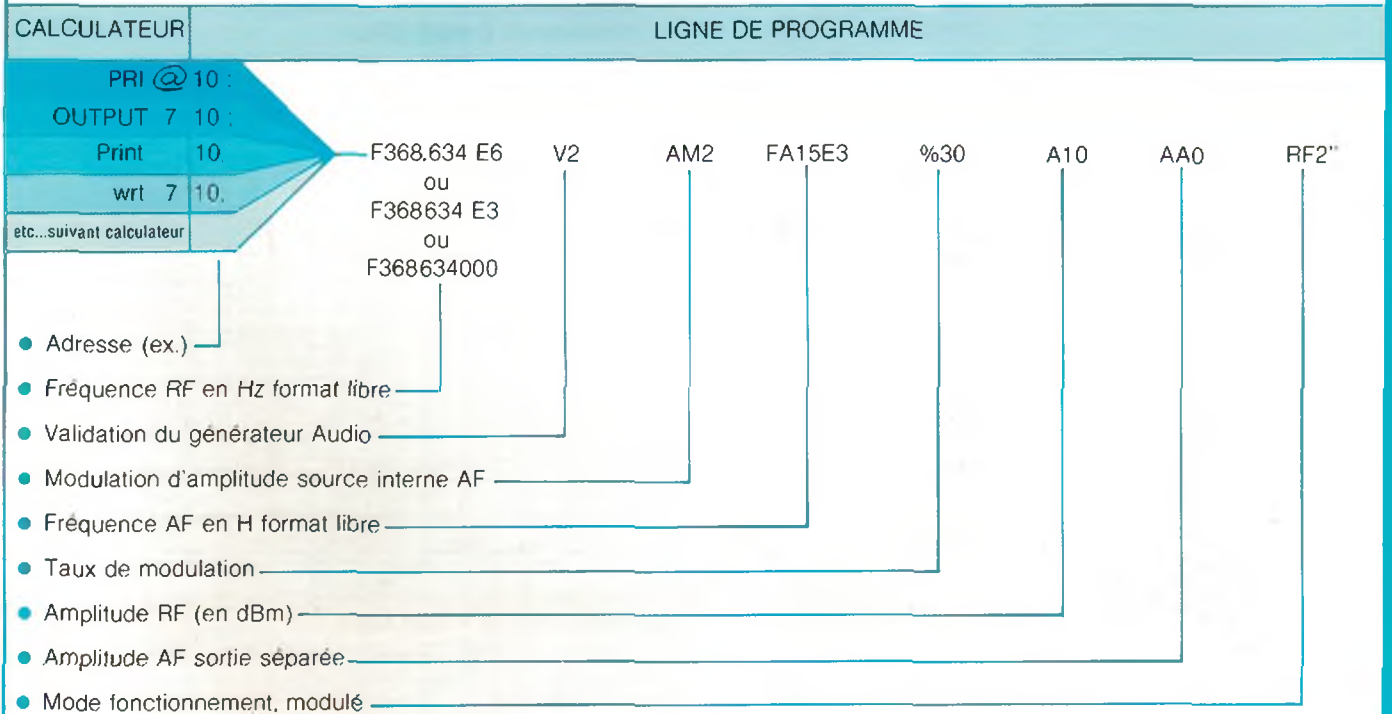 CALCULATEUR LIGNE DE PROGRAMME
PRI @ 10 :
OUTPUT 7 10 :
Print 10.
wrt 7 10.
etc...suivant calculateur
F368.634 E6 V2 AM2 FA15E3 %30 A10 AA0 RF2"
ou
F368634 E3
ou
F368634000
• Adresse (ex.)
• Fréquence RF en Hz format libre
• Validation du générateur Audio
• Modulation d'amplitude source interne AF
• Fréquence AF en H format libre
• Taux de modulation
• Amplitude RF (en dBm)
• Amplitude AF sortie séparée
• Mode fonctionnement, modulé